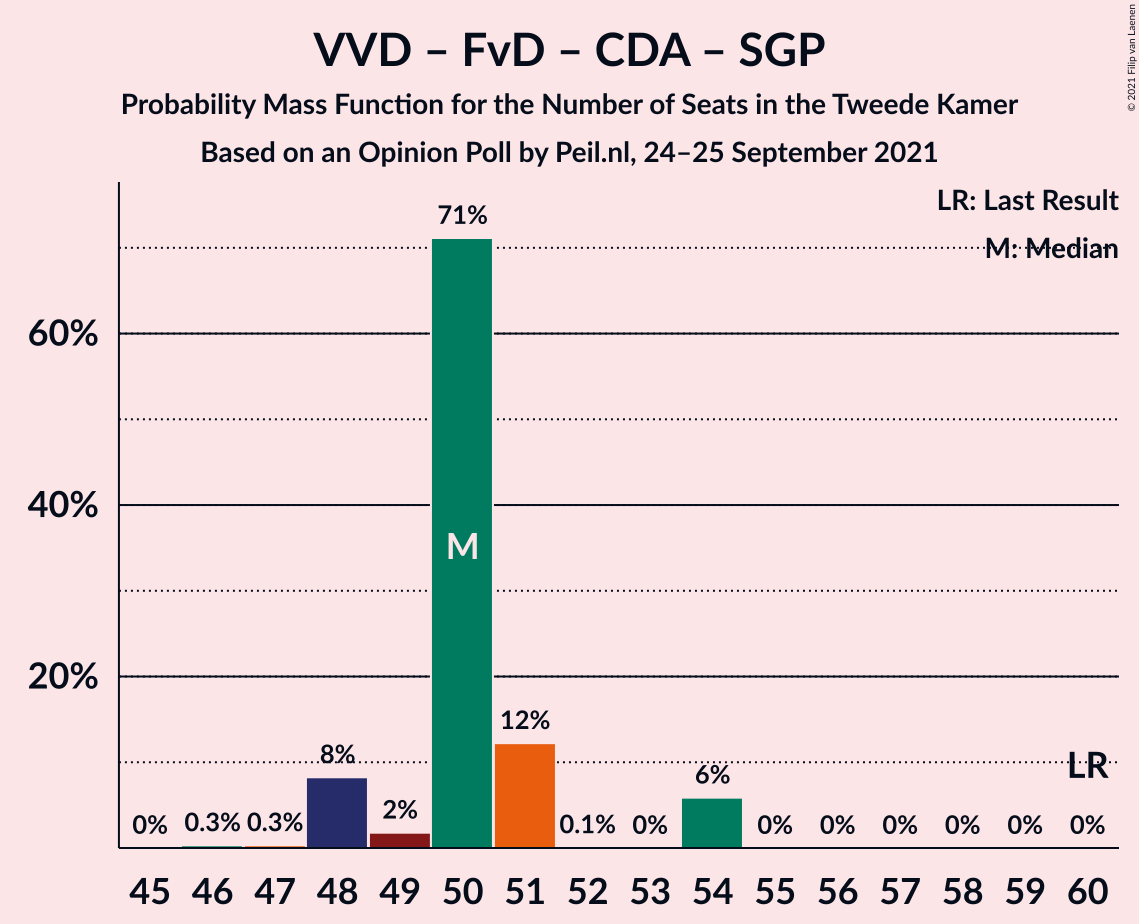 VVD – FvD – CDA – SGP
Probability Mass Function for the Number of Seats in the Tweede Kamer
Based on an Opinion Poll by Peil.nl, 24–25 September 2021
© 2021 Filip van Laenen
LR: Last Result
M: Median
60%
40%
20%
0% 0.3% 0.3% 8% 2% 71% 12% 0.1% 0% 6% 0% 0% 0% 0% 0% 0%
M
LR
45 46 47 48 49 50 51 52 53 54 55 56 57 58 59 60